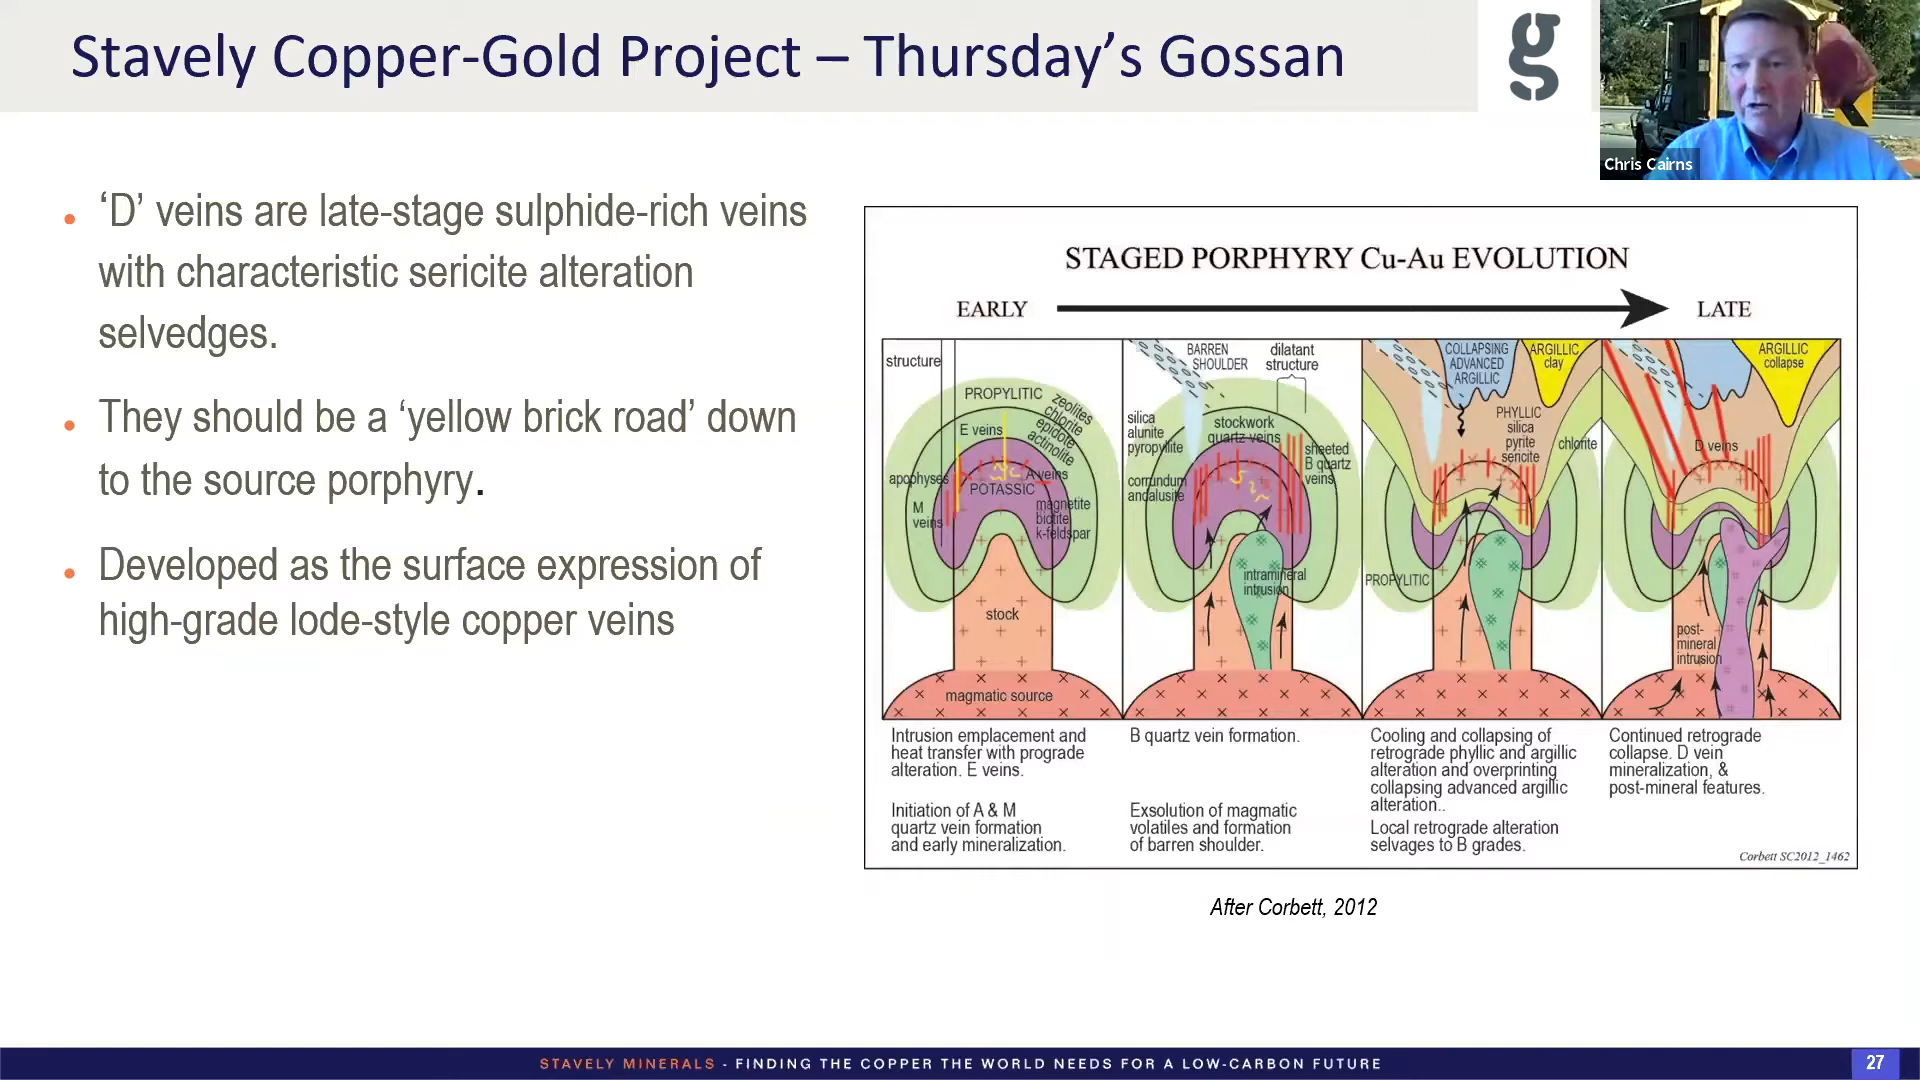 Stavely Copper-Gold Project – Thursday's Gossan
g
Chris Cairns
• 'D' veins are late-stage sulphide-rich veins
with characteristic sericite alteration
selvedges.
• They should be a 'yellow brick road' down
to the source porphyry.
• Developed as the surface expression of
high-grade lode-style copper veins
STAGED PORPHYRY Cu-Au EVOLUTION
EARLY
LATE
structure
PROPYLITIC
zeolites
chlorite
epidote
actinolite
E veins
apophyses
A veins
POTASSIC
M
veins
magnetite
biotite
k-feldspar
stock
magmatic source
Intrusion emplacement and
heat transfer with prograde
alteration. E veins.
Initiation of A & M
quartz vein formation
and early mineralization.
BARREN
SHOULDER
dilatant
structure
silica
alunite
pyropyllite
stockwork
quartz veins
sheeted
B quartz
veins
corrundum
andalusite
intramineral
intrusion
B quartz vein formation.
Exsolution of magmatic
volatiles and formation
of barren shoulder.
COLLAPSING
ADVANCED
ARGILLIC
ARGILLIC
clay
PHYLLIC
silica
pyrite
sericite
chlorite
PROPYLITIC
Cooling and collapsing of
retrograde phyllic and argillic
alteration and overprinting
collapsing advanced argillic
alteration..
Local retrograde alteration
selvages to B grades.
ARGILLIC
collapse
D veins
post-
mineral
intrusion
Continued retrograde
collapse. D vein
mineralization, &
post-mineral features.
Corbett SC2012_1462
After Corbett, 2012
STAVELY MINERALS - FINDING THE COPPER THE WORLD NEEDS FOR A LOW-CARBON FUTURE
27